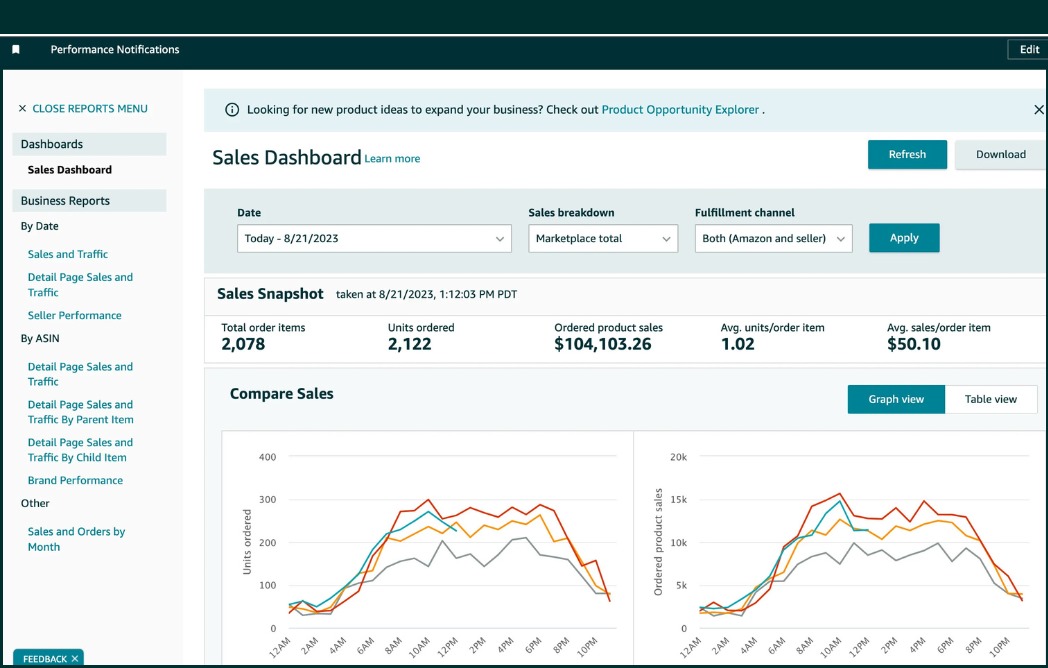 Performance Notifications
Edit
× CLOSE REPORTS MENU
Dashboards
Sales Dashboard
Business Reports
By Date
Sales and Traffic
Detail Page Sales and
Traffic
Seller Performance
By ASIN
Detail Page Sales and
Traffic
Detail Page Sales and
Traffic By Parent Item
Detail Page Sales and
Traffic By Child Item
Brand Performance
Other
Sales and Orders by
Month
FEEDBACK ×
Looking for new product ideas to expand your business? Check out Product Opportunity Explorer .
Sales Dashboard Learn more
Refresh
Download
Date
Today - 8/21/2023
Sales breakdown
Marketplace total
Fulfillment channel
Both (Amazon and seller)
Apply
Sales Snapshot taken at 8/21/2023, 1:12:03 PM PDT
Total order items
2,078
Units ordered
2,122
Ordered product sales
$104,103.26
Avg. units/order item
1.02
Avg. sales/order item
$50.10
Compare Sales
Graph view
Table view
Units ordered
400
300
200
100
0
12AM
2AM
4AM
6AM
8AM
10AM
12PM
2PM
4PM
6PM
8PM
10PM
Ordered product sales
20k
15k
10k
5k
0
12AM
2AM
4AM
6AM
8AM
10AM
12PM
2PM
4PM
6PM
8PM
10PM